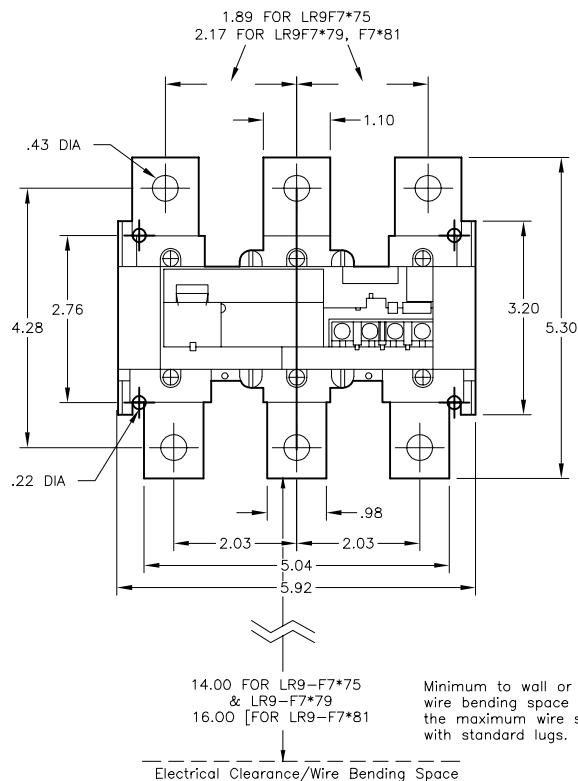 1.89 FOR LR9F7*75
2.17 FOR LR9F7*79, F7*81
1.10
.43 DIA
4.28
2.76
3.20
5.30
.22 DIA
.98
2.03
2.03
5.04
5.92
14.00 FOR LR9-F7*75
& LR9-F7*79
16.00 [FOR LR9-F7*81
Minimum to wall or
wire bending space
the maximum wire s
with standard lugs.
Electrical Clearance/Wire Bending Space